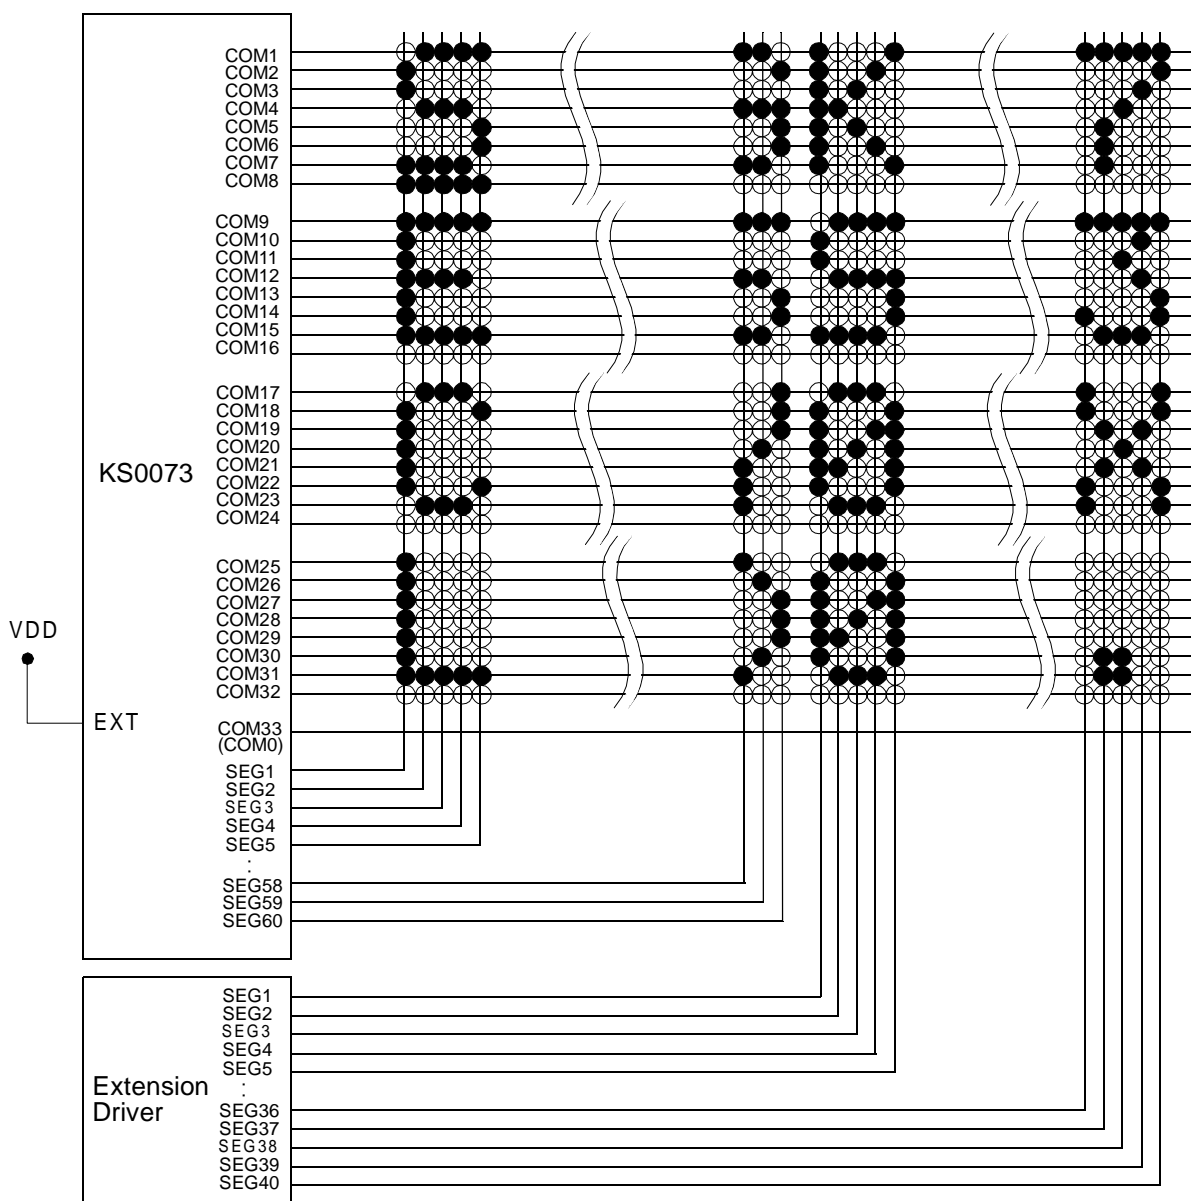 COM1
COM2
COM3
COM4
COM5
COM6
COM7
COM8
COM9
COM10
COM11
COM12
COM13
COM14
COM15
COM16
COM17
COM18
COM19
COM20
KS0073
COM21
COM22
COM23
COM24
COM25
COM26
COM27
COM28
COM29
VDD
COM30
COM31
COM32
EXT
COM33
(COM0)
SEG1
SEG2
SEG3
SEG4
SEG5
:
SEG58
SEG59
SEG60
SEG1
SEG2
SEG3
SEG4
SEG5
:
Extension
Driver
SEG36
SEG37
SEG38
SEG39
SEG40